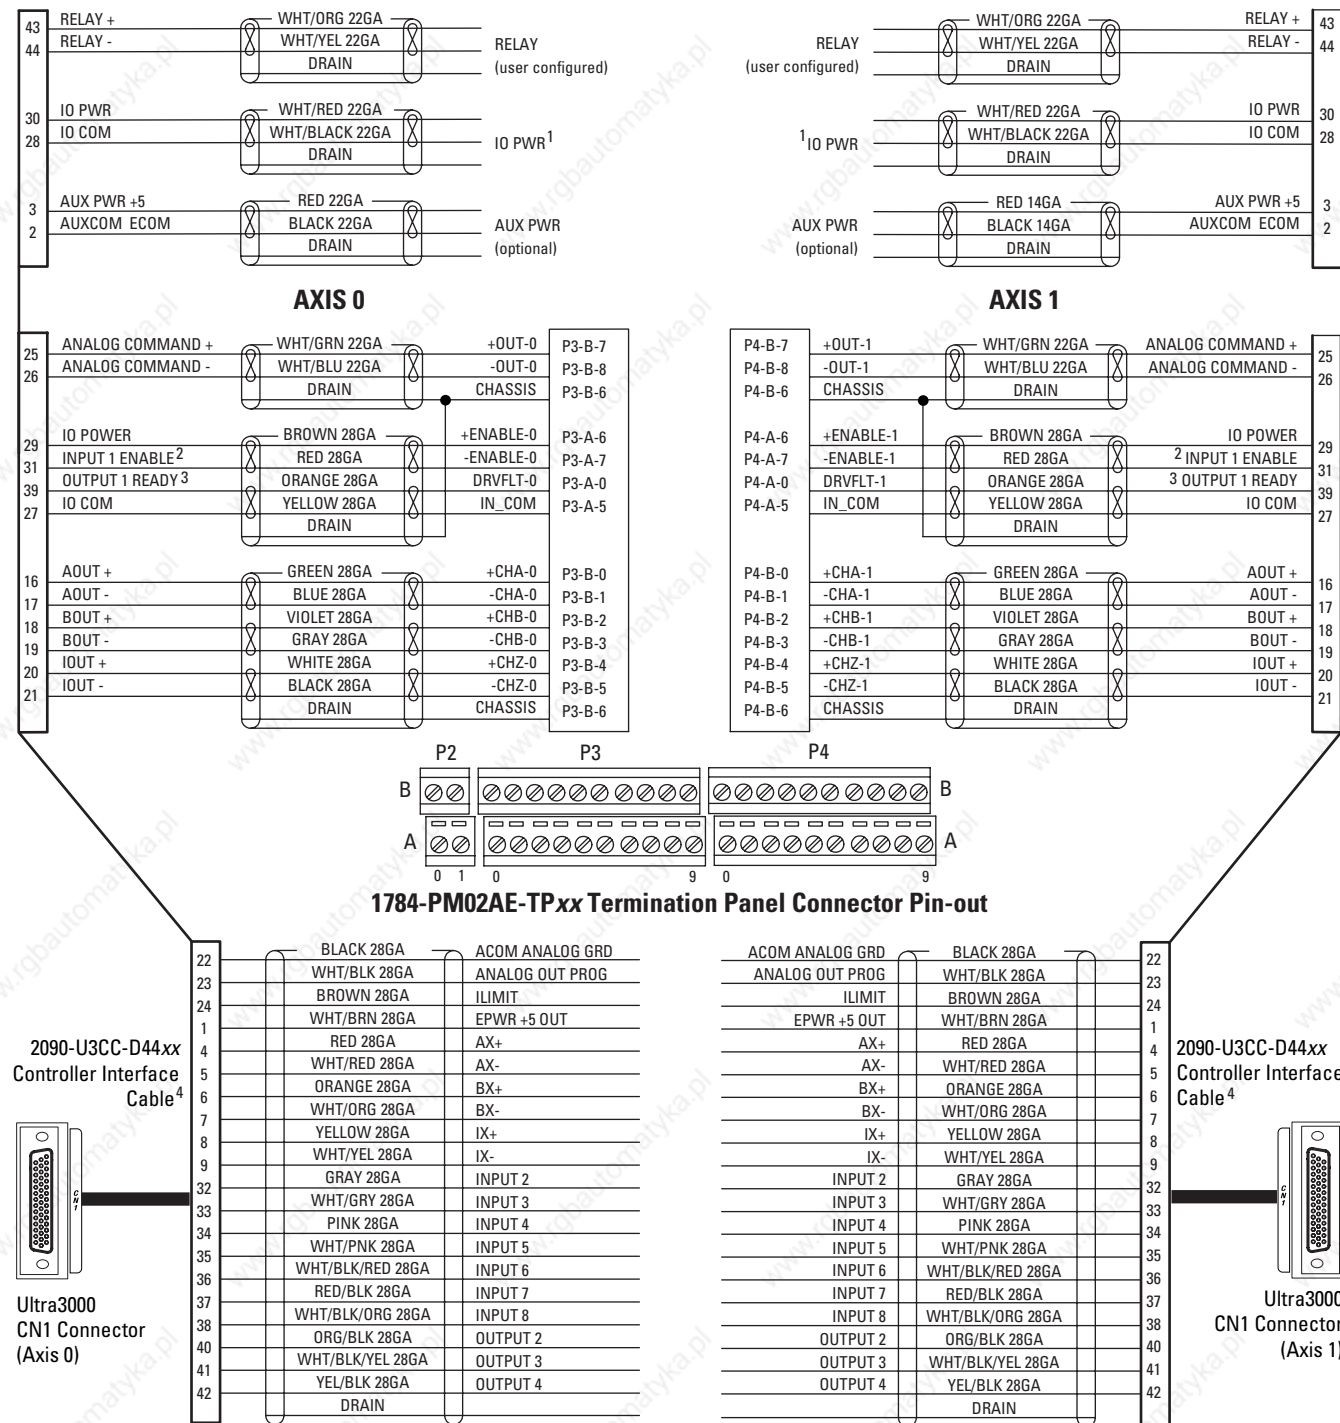 43 RELAY + WHT/ORG 22GA
44 RELAY - WHT/YEL 22GA RELAY
DRAIN (user configured)
30 IO PWR WHT/RED 22GA
28 IO COM WHT/BLACK 22GA IO PWR1
DRAIN
3 AUX PWR +5 RED 22GA
2 AUXCOM ECOM BLACK 22GA AUX PWR
DRAIN (optional)
WHT/ORG 22GA RELAY + 43
RELAY WHT/YEL 22GA RELAY - 44
(user configured) DRAIN
WHT/RED 22GA IO PWR 30
1IO PWR WHT/BLACK 22GA IO COM 28
DRAIN
RED 14GA AUX PWR +5 3
AUX PWR BLACK 14GA AUXCOM ECOM 2
(optional) DRAIN
AXIS 0
25 ANALOG COMMAND + WHT/GRN 22GA +OUT-0 P3-B-7
26 ANALOG COMMAND - WHT/BLU 22GA -OUT-0 P3-B-8
DRAIN CHASSIS P3-B-6
29 IO POWER BROWN 28GA +ENABLE-0 P3-A-6
31 INPUT 1 ENABLE2 RED 28GA -ENABLE-0 P3-A-7
39 OUTPUT 1 READY3 ORANGE 28GA DRVFLT-0 P3-A-0
27 IO COM YELLOW 28GA IN_COM P3-A-5
DRAIN
16 AOUT + GREEN 28GA +CHA-0 P3-B-0
17 AOUT - BLUE 28GA -CHA-0 P3-B-1
18 BOUT + VIOLET 28GA +CHB-0 P3-B-2
19 BOUT - GRAY 28GA -CHB-0 P3-B-3
20 IOUT + WHITE 28GA +CHZ-0 P3-B-4
21 IOUT - BLACK 28GA -CHZ-0 P3-B-5
DRAIN CHASSIS P3-B-6
AXIS 1
P4-B-7 +OUT-1 WHT/GRN 22GA ANALOG COMMAND + 25
P4-B-8 -OUT-1 WHT/BLU 22GA ANALOG COMMAND - 26
P4-B-6 CHASSIS DRAIN
P4-A-6 +ENABLE-1 BROWN 28GA IO POWER 29
P4-A-7 -ENABLE-1 RED 28GA 2 INPUT 1 ENABLE 31
P4-A-0 DRVFLT-1 ORANGE 28GA 3 OUTPUT 1 READY 39
P4-A-5 IN_COM YELLOW 28GA IO COM 27
DRAIN
P4-B-0 +CHA-1 GREEN 28GA AOUT + 16
P4-B-1 -CHA-1 BLUE 28GA AOUT - 17
P4-B-2 +CHB-1 VIOLET 28GA BOUT + 18
P4-B-3 -CHB-1 GRAY 28GA BOUT - 19
P4-B-4 +CHZ-1 WHITE 28GA IOUT + 20
P4-B-5 -CHZ-1 BLACK 28GA IOUT - 21
P4-B-6 CHASSIS DRAIN
P2 P3 P4
B B
A A
0 1 0 9 0 9
1784-PM02AE-TPxx Termination Panel Connector Pin-out
22 BLACK 28GA ACOM ANALOG GRD
23 WHT/BLK 28GA ANALOG OUT PROG
24 BROWN 28GA ILIMIT
1 WHT/BRN 28GA EPWR +5 OUT
4 RED 28GA AX+
5 WHT/RED 28GA AX-
6 ORANGE 28GA BX+
7 WHT/ORG 28GA BX-
8 YELLOW 28GA IX+
9 WHT/YEL 28GA IX-
32 GRAY 28GA INPUT 2
33 WHT/GRY 28GA INPUT 3
34 PINK 28GA INPUT 4
35 WHT/PNK 28GA INPUT 5
36 WHT/BLK/RED 28GA INPUT 6
37 RED/BLK 28GA INPUT 7
38 WHT/BLK/ORG 28GA INPUT 8
40 ORG/BLK 28GA OUTPUT 2
41 WHT/BLK/YEL 28GA OUTPUT 3
42 YEL/BLK 28GA OUTPUT 4
DRAIN
2090-U3CC-D44xx
Controller Interface
Cable4
CN1
Ultra3000
CN1 Connector
(Axis 0)
ACOM ANALOG GRD BLACK 28GA 22
ANALOG OUT PROG WHT/BLK 28GA 23
ILIMIT BROWN 28GA 24
EPWR +5 OUT WHT/BRN 28GA 1
AX+ RED 28GA 4
AX- WHT/RED 28GA 5
BX+ ORANGE 28GA 6
BX- WHT/ORG 28GA 7
IX+ YELLOW 28GA 8
IX- WHT/YEL 28GA 9
INPUT 2 GRAY 28GA 32
INPUT 3 WHT/GRY 28GA 33
INPUT 4 PINK 28GA 34
INPUT 5 WHT/PNK 28GA 35
INPUT 6 WHT/BLK/RED 28GA 36
INPUT 7 RED/BLK 28GA 37
INPUT 8 WHT/BLK/ORG 28GA 38
OUTPUT 2 ORG/BLK 28GA 40
OUTPUT 3 WHT/BLK/YEL 28GA 41
OUTPUT 4 YEL/BLK 28GA 42
DRAIN
2090-U3CC-D44xx
Controller Interface
Cable4
CN1
Ultra3000
CN1 Connector
(Axis 1)
www.rgbautomatyka.pl